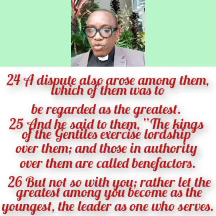 24 A dispute also arose among them,
which of them was to
be regarded as the greatest.
25 And he said to them, "The kings
of the Gentiles exercise lordship
over them; and those in authority
over them are called benefactors.
26 But not so with you; rather let the
greatest among you become as the
youngest, the leader as one who serves.